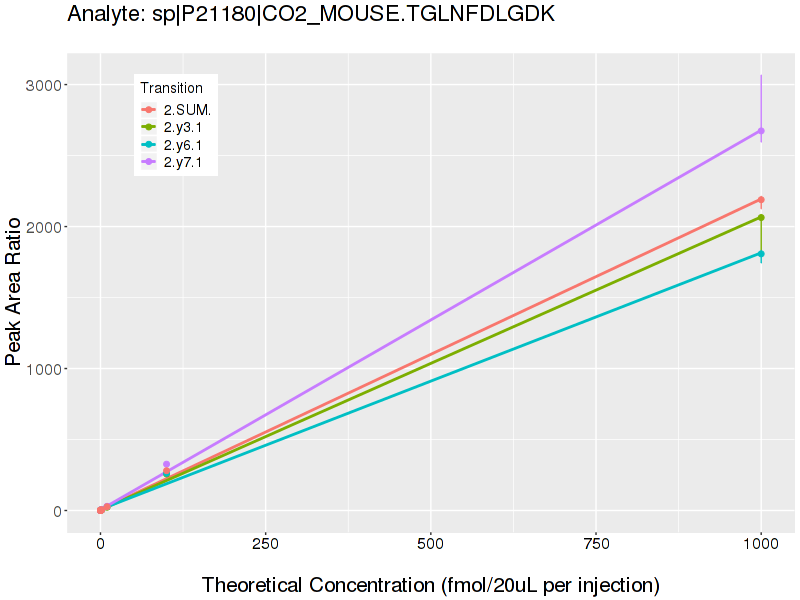 Analyte: sp|P21180|CO2_MOUSE.TGLNFDLGDK
Transition
2.SUM.
2.y3.1
2.y6.1
2.y7.1
3000
2000
1000
0
Peak Area Ratio
0 250 500 750 1000
Theoretical Concentration (fmol/20uL per injection)